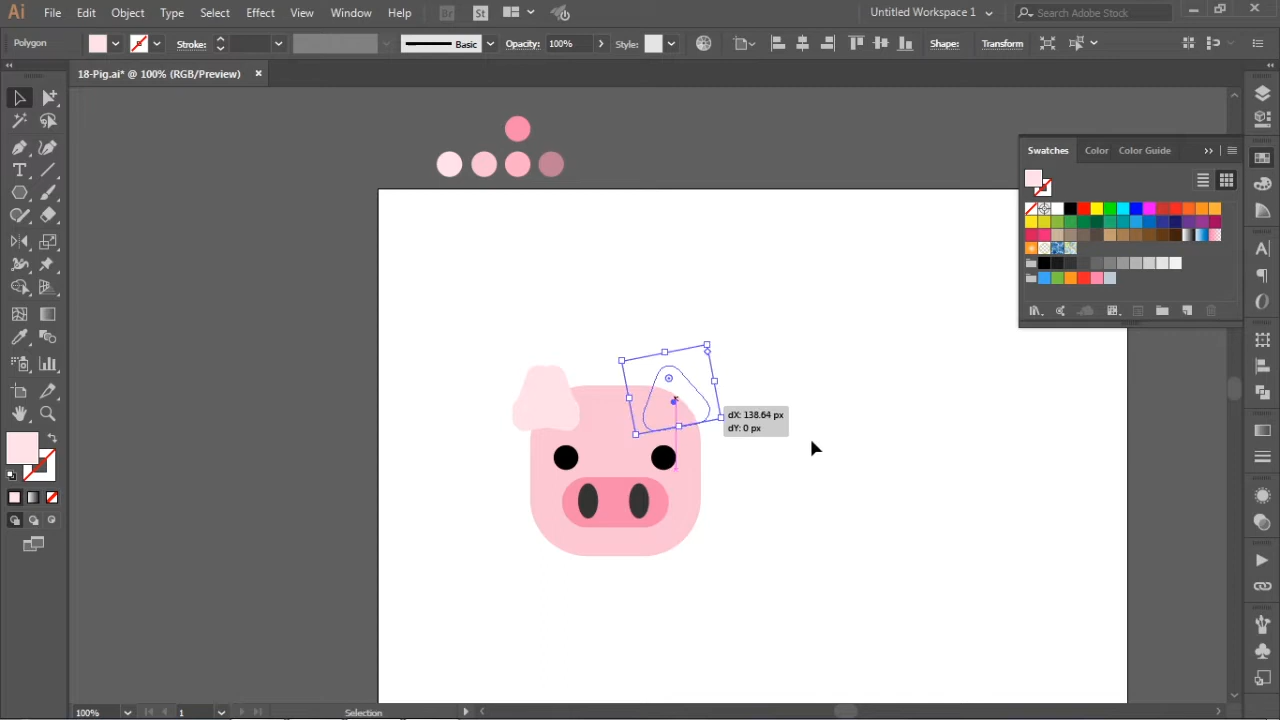 Ai File Edit Object Type Select Effect View Window Help Br St Untitled Workspace 1 Search Adobe Stock
Polygon Stroke: Basic Opacity: 100% Style: Shape: Transform
18-Pig.ai* @ 100% (RGB/Preview)
Swatches Color Color Guide
dX: 138.64 px
dY: 0 px
100% 1 Selection